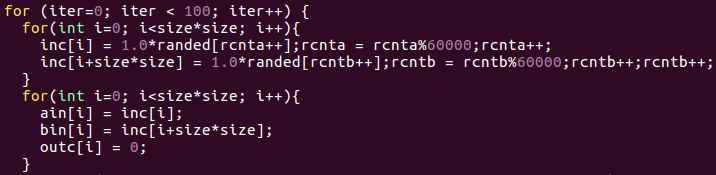 for (iter=0; iter < 100; iter++) {
for(int i=0; i<size*size; i++){
inc[i] = 1.0*randed[rcnta++];rcnta = rcnta%60000;rcnta++;
inc[i+size*size] = 1.0*randed[rcntb++];rcntb = rcntb%60000;rcntb++;rcntb++;
}
for(int i=0; i<size*size; i++){
ain[i] = inc[i];
bin[i] = inc[i+size*size];
outc[i] = 0;
}